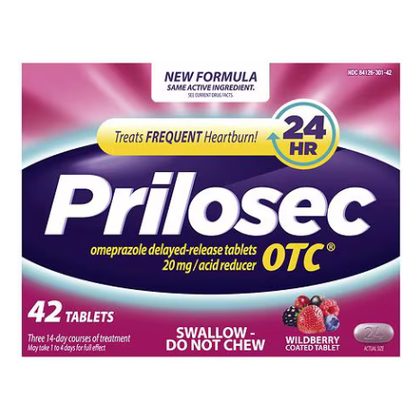 NEW FORMULA
SAME ACTIVE INGREDIENT.
SEE CURRENT DRUG FACTS.
NDC 84126-301-42
Treats FREQUENT Heartburn!
24
HR
Prilosec
omeprazole delayed-release tablets
20 mg / acid reducer
OTC®
42 TABLETS
Three 14-day courses of treatment
May take 1 to 4 days for full effect
SWALLOW -
DO NOT CHEW
WILDBERRY
COATED TABLET
24
ACTUAL SIZE